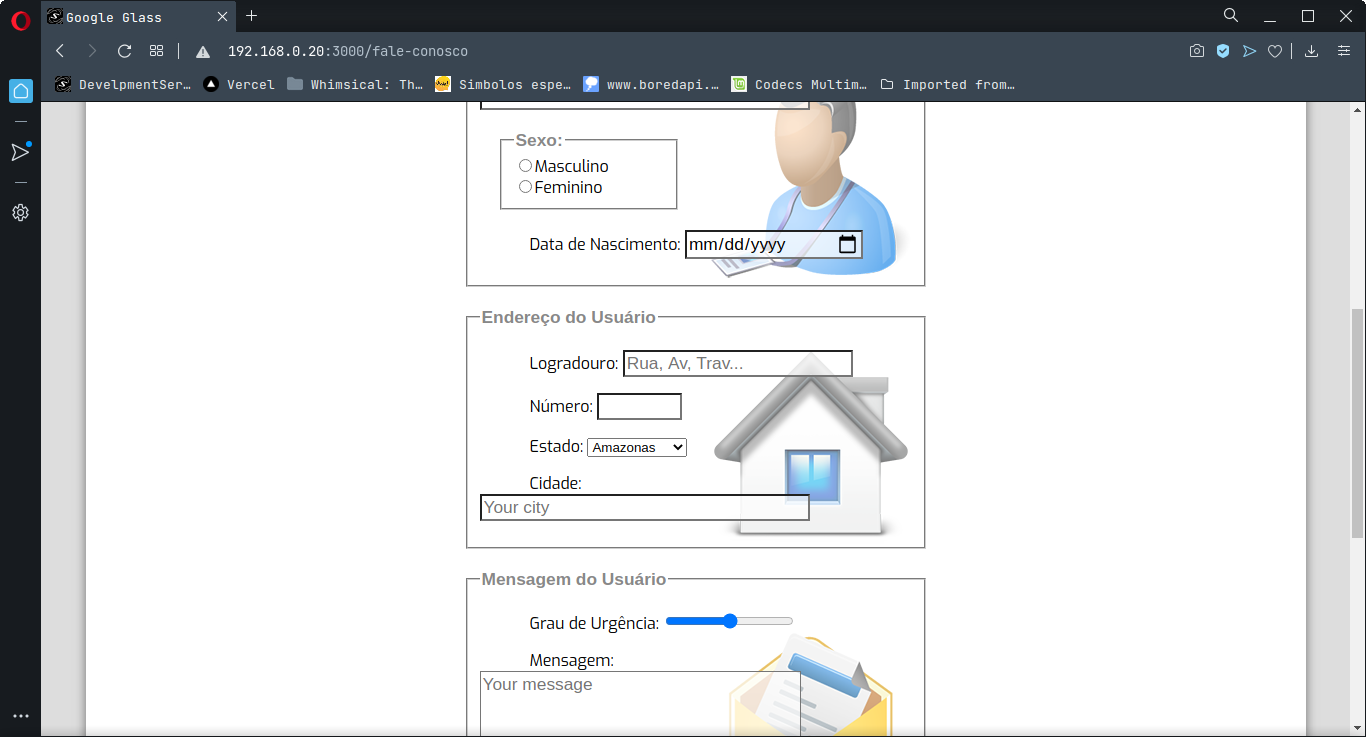 Google Glass
192.168.0.20:3000/fale-conosco
DevelpmentSer… Vercel Whimsical: Th… Simbolos espe… www.boredapi.… Codecs Multim… Imported from…
Sexo:
Masculino
Feminino
Data de Nascimento: mm/dd/yyyy
Endereço do Usuário
Logradouro: Rua, Av, Trav...
Número:
Estado: Amazonas
Cidade:
Your city
Mensagem do Usuário
Grau de Urgência:
Mensagem:
Your message